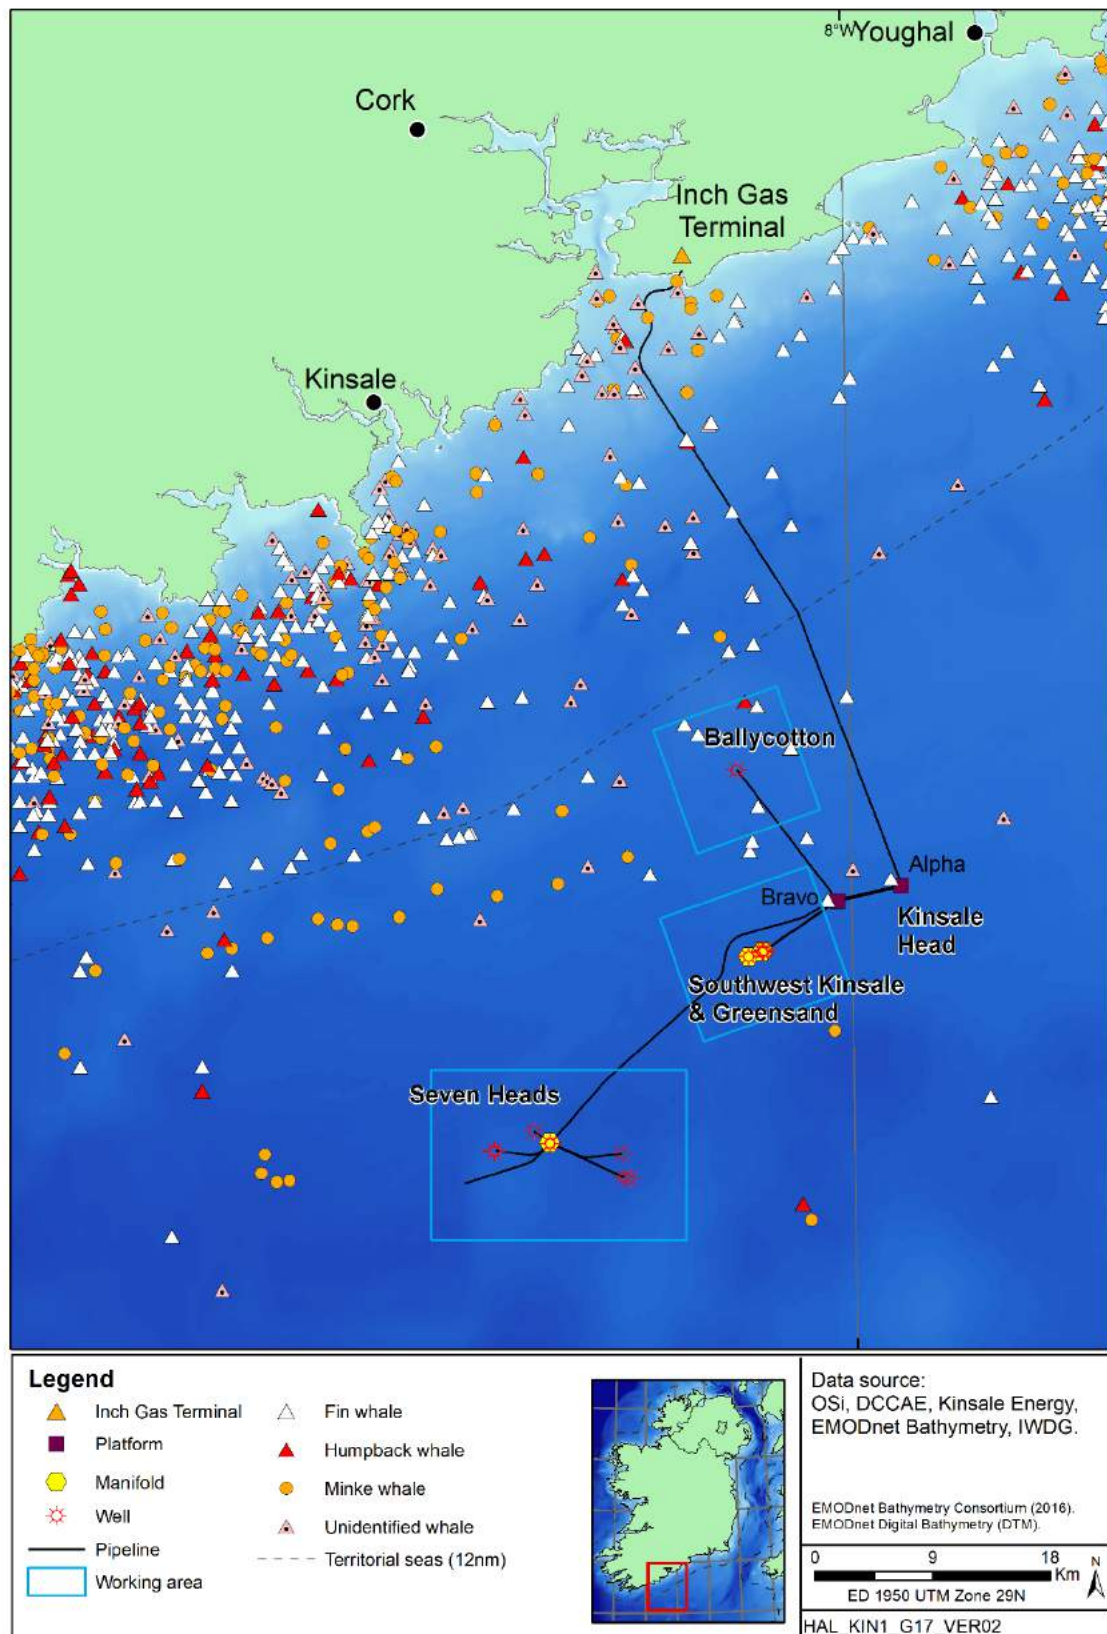 8°W
Youghal
Cork
Inch Gas
Terminal
Kinsale
Ballycotton
Alpha
Bravo
Kinsale
Head
Southwest Kinsale
& Greensand
Seven Heads
Legend
Inch Gas Terminal
Platform
Manifold
Well
Pipeline
Working area
Fin whale
Humpback whale
Minke whale
Unidentified whale
Territorial seas (12nm)
Data source:
OSi, DCCAE, Kinsale Energy,
EMODnet Bathymetry, IWDG.
EMODnet Bathymetry Consortium (2016).
EMODnet Digital Bathymetry (DTM).
0 9 18
Km
N
ED 1950 UTM Zone 29N
HAL_KIN1_G17_VER02